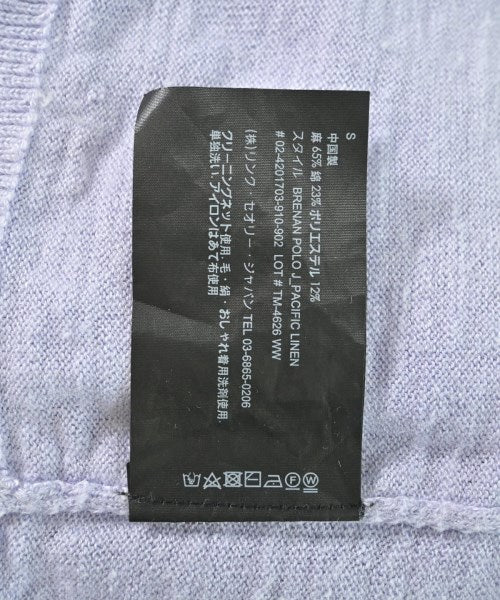 S
中国製
麻 65% 綿 23% ポリエステル 12%
スタイル BRENAN POLO J_PACIFIC LINEN
# 02-4201703-910-902 LOT # TM-4626 WW
(株)リンク・セオリー・ジャパン TEL 03-6865-0206
クリーニングネット使用. 毛・絹・おしゃれ着用洗剤使用.
単独洗い. アイロンはあて布使用